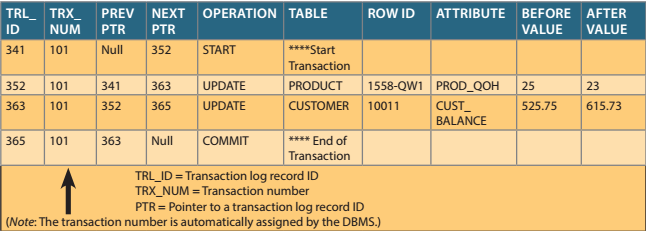 TRL_ TRX_ PREV NEXT OPERATION TABLE ROW ID ATTRIBUTE BEFORE AFTER
ID NUM PTR PTR VALUE VALUE
341 101 Null 352 START ****Start
Transaction
352 101 341 363 UPDATE PRODUCT 1558-QW1 PROD_QOH 25 23
363 101 352 365 UPDATE CUSTOMER 10011 CUST_ 525.75 615.73
BALANCE
365 101 363 Null COMMIT **** End of
Transaction
TRL_ID = Transaction log record ID
TRX_NUM = Transaction number
PTR = Pointer to a transaction log record ID
(Note: The transaction number is automatically assigned by the DBMS.)